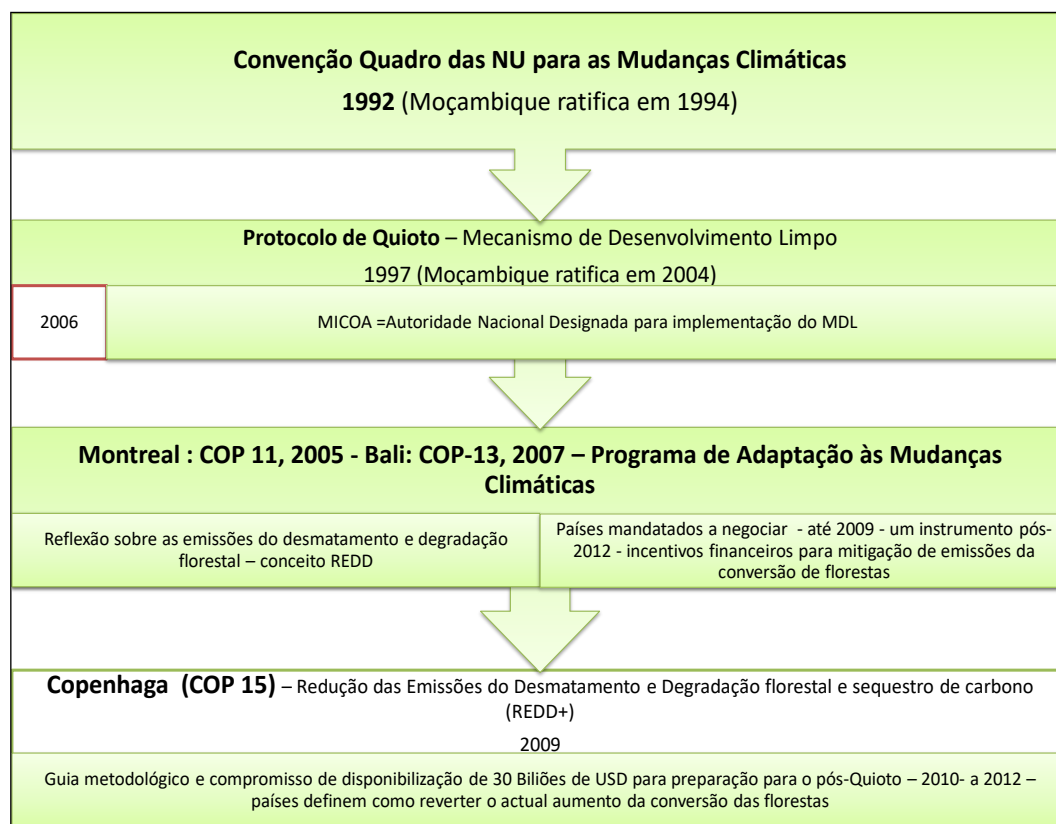 Convenção Quadro das NU para as Mudanças Climáticas
1992 (Moçambique ratifica em 1994)
Protocolo de Quioto – Mecanismo de Desenvolvimento Limpo
1997 (Moçambique ratifica em 2004)
2006
MICOA =Autoridade Nacional Designada para implementação do MDL
Montreal : COP 11, 2005 - Bali: COP-13, 2007 – Programa de Adaptação às Mudanças
Climáticas
Reflexão sobre as emissões do desmatamento e degradação
florestal – conceito REDD
Países mandatados a negociar - até 2009 - um instrumento pós-
2012 - incentivos financeiros para mitigação de emissões da
conversão de florestas
Copenhaga (COP 15) – Redução das Emissões do Desmatamento e Degradação florestal e sequestro de carbono
(REDD+)
2009
Guia metodológico e compromisso de disponibilização de 30 Biliões de USD para preparação para o pós-Quioto – 2010- a 2012 –
países definem como reverter o actual aumento da conversão das florestas